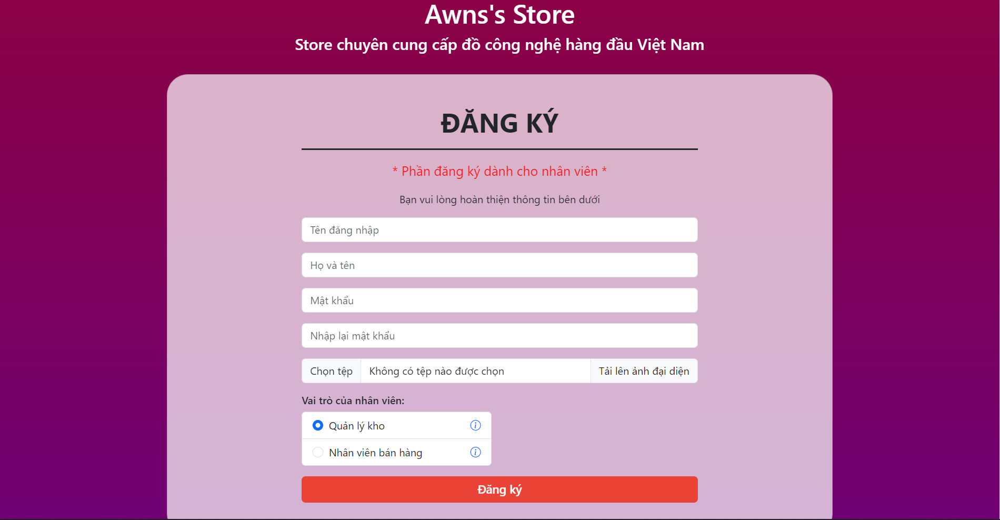 Awns's Store
Store chuyên cung cấp đồ công nghệ hàng đầu Việt Nam
ĐĂNG KÝ
* Phần đăng ký dành cho nhân viên *
Bạn vui lòng hoàn thiện thông tin bên dưới
Tên đăng nhập
Họ và tên
Mật khẩu
Nhập lại mật khẩu
Chọn tệp Không có tệp nào được chọn Tải lên ảnh đại diện
Vai trò của nhân viên:
Quản lý kho
Nhân viên bán hàng
Đăng ký